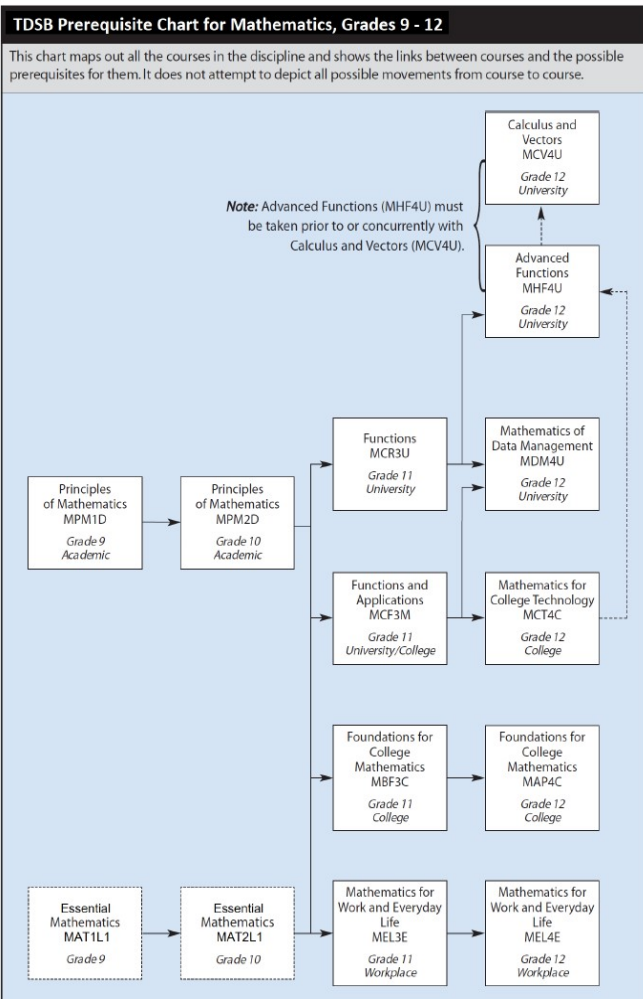 TDSB Prerequisite Chart for Mathematics, Grades 9 - 12
This chart maps out all the courses in the discipline and shows the links between courses and the possible
prerequisites for them. It does not attempt to depict all possible movements from course to course.
Calculus and
Vectors
MCV4U
Grade 12
University
Note: Advanced Functions (MHF4U) must
be taken prior to or concurrently with
Calculus and Vectors (MCV4U).
Advanced
Functions
MHF4U
Grade 12
University
Functions
MCR3U
Grade 11
University
Mathematics of
Data Management
MDM4U
Grade 12
University
Principles
of Mathematics
MPM1D
Grade 9
Academic
Principles
of Mathematics
MPM2D
Grade 10
Academic
Functions and
Applications
MCF3M
Grade 11
University/College
Mathematics for
College Technology
MCT4C
Grade 12
College
Foundations for
College
Mathematics
MBF3C
Grade 11
College
Foundations for
College
Mathematics
MAP4C
Grade 12
College
Essential
Mathematics
MAT1L1
Grade 9
Essential
Mathematics
MAT2L1
Grade 10
Mathematics for
Work and Everyday
Life
MEL3E
Grade 11
Workplace
Mathematics for
Work and Everyday
Life
MEL4E
Grade 12
Workplace